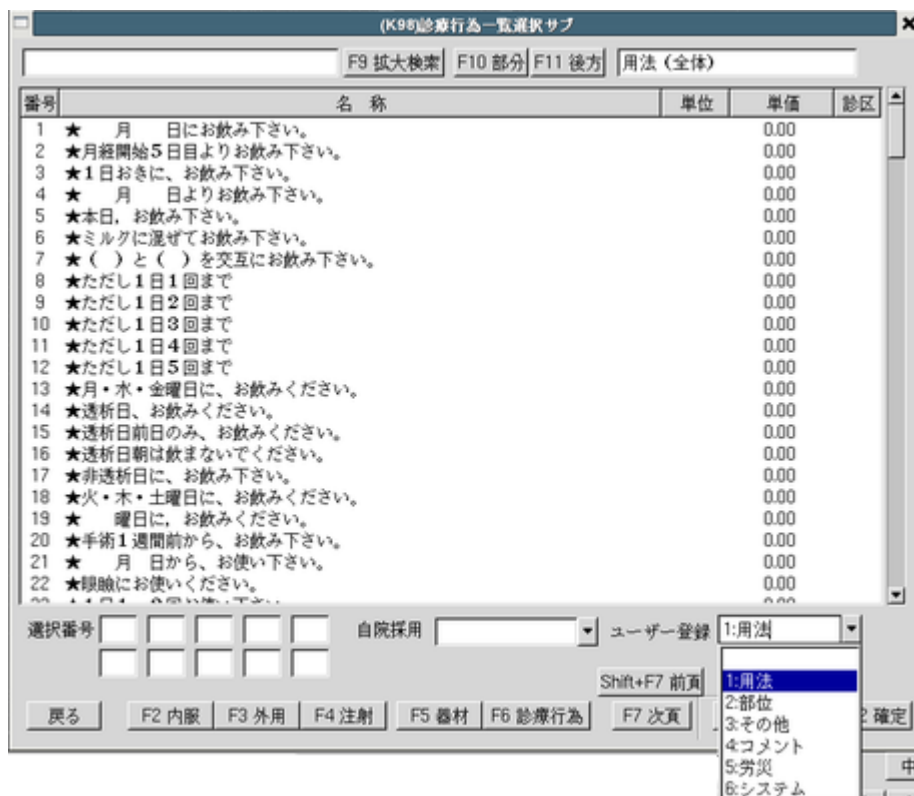 (K98)診療行為一覧選択サブ
F9 拡大検索 F10 部分 F11 後方 用法（全体）
番号 名 称 単位 単価 診区
1 ★　　月　　日にお飲み下さい。 0.00
2 ★月経開始５日目よりお飲み下さい。 0.00
3 ★１日おきに、お飲み下さい。 0.00
4 ★　　月　　日よりお飲み下さい。 0.00
5 ★本日，お飲み下さい。 0.00
6 ★ミルクに混ぜてお飲み下さい。 0.00
7 ★（　）と（　）を交互にお飲み下さい。 0.00
8 ★ただし１日１回まで 0.00
9 ★ただし１日２回まで 0.00
10 ★ただし１日３回まで 0.00
11 ★ただし１日４回まで 0.00
12 ★ただし１日５回まで 0.00
13 ★月・水・金曜日に、お飲みください。 0.00
14 ★透析日、お飲みください。 0.00
15 ★透析日前日のみ、お飲みください。 0.00
16 ★透析日朝は飲まないでください。 0.00
17 ★非透析日に、お飲み下さい。 0.00
18 ★火・木・土曜日に、お飲みください。 0.00
19 ★　　曜日に，お飲みください。 0.00
20 ★手術１週間前から、お飲み下さい。 0.00
21 ★　　月　日から、お使い下さい。 0.00
22 ★眼瞼にお使いください。 0.00
選択番号 自院採用 ユーザー登録 1:用法
Shift+F7 前頁
1:用法
2:部位
3:その他
4:コメント
5:労災
6:システム
戻る F2 内服 F3 外用 F4 注射 F5 器材 F6 診療行為 F7 次頁 2 確定
中